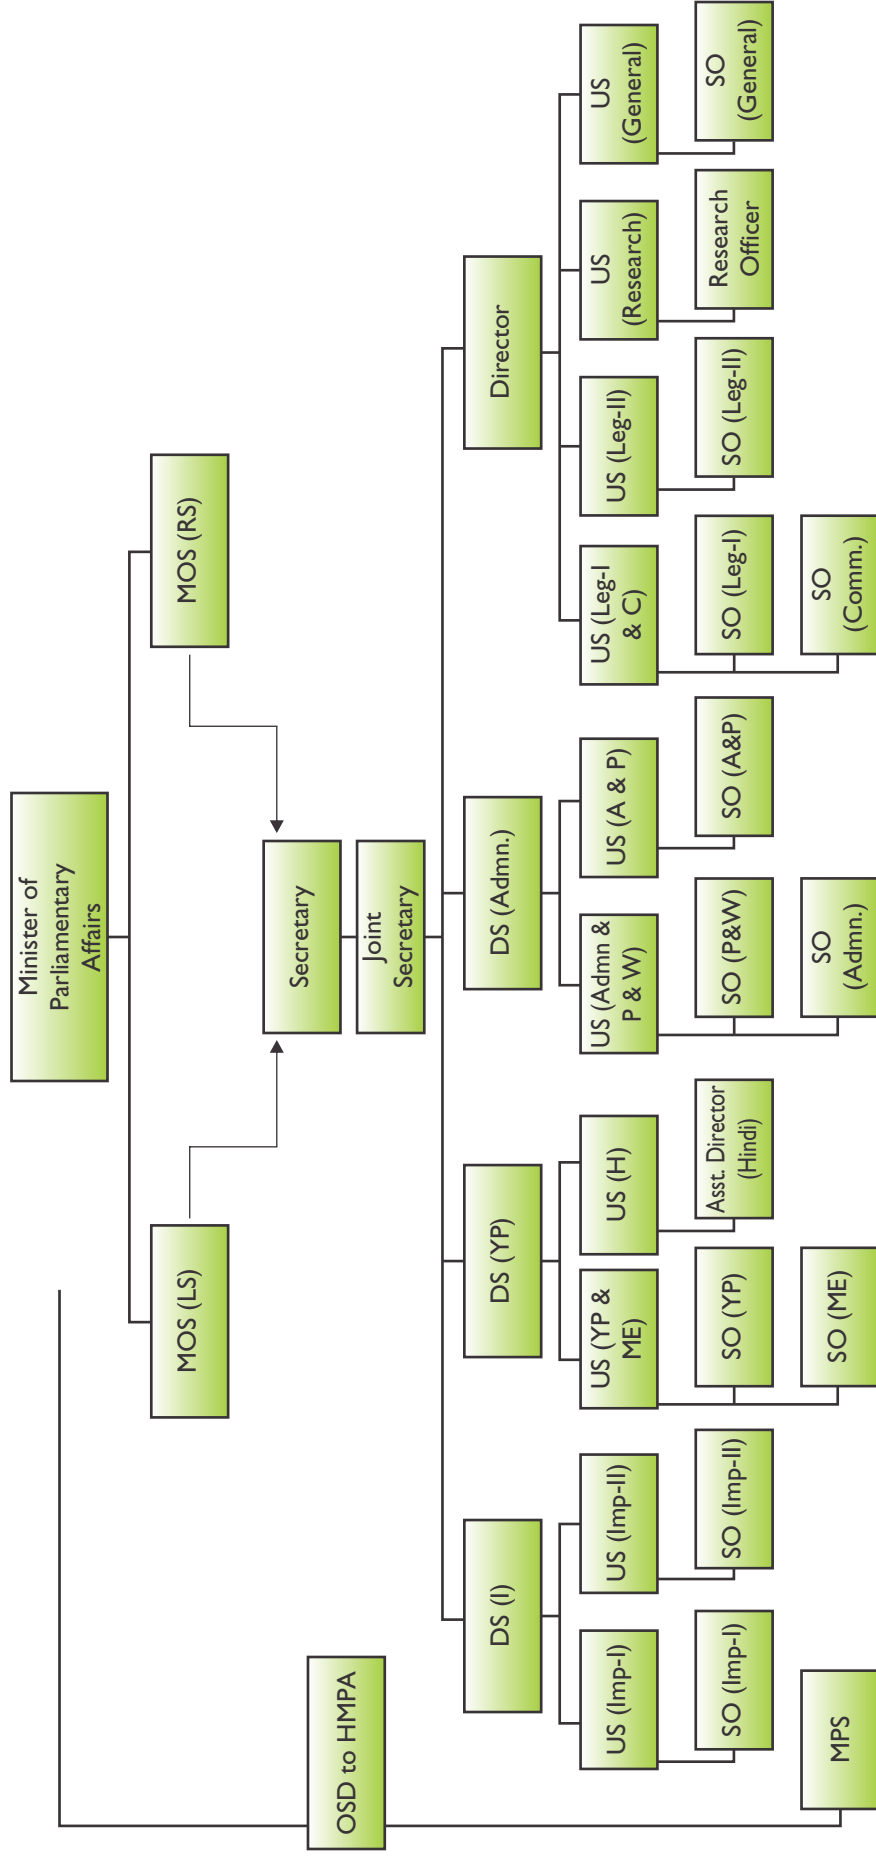 Minister of
Parliamentary
Affairs
MOS (LS)
MOS (RS)
OSD to HMPA
Secretary
Joint
Secretary
DS (I)
DS (YP)
DS (Admn.)
Director
US (Imp-I)
US (Imp-II)
US (YP &
ME)
US (H)
US (Admn &
P & W)
US (A & P)
US (Leg-I
& C)
US (Leg-II)
US
(Research)
US
(General)
SO (Imp-I)
SO (Imp-II)
SO (YP)
Asst. Director
(Hindi)
SO (P&W)
SO (A&P)
SO (Leg-I)
SO (Leg-II)
Research
Officer
SO
(General)
MPS
SO (ME)
SO
(Admn.)
SO
(Comm.)